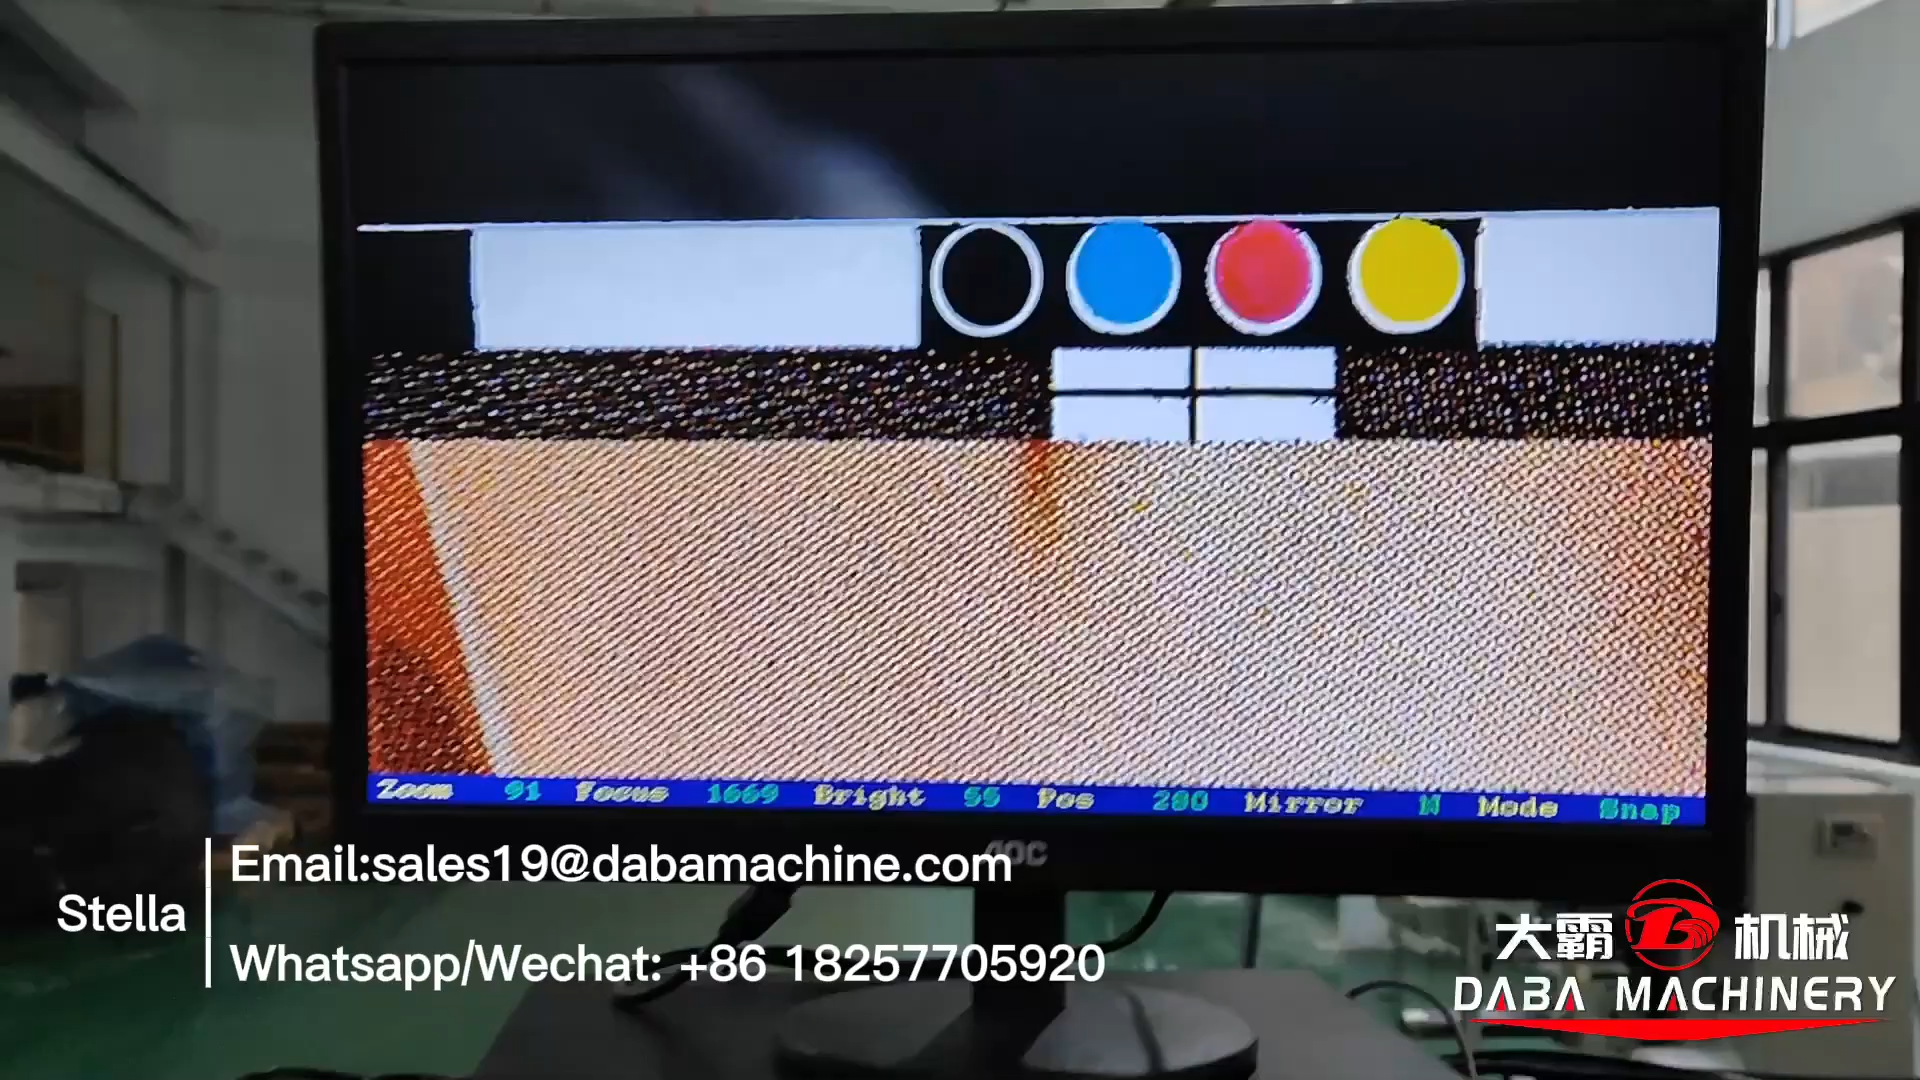 Zoom 91 Focus 1669 Bright 55 Pos 280 Mirror M Mode Snap
AOC
Email:sales19@dabamachine.com
Stella
Whatsapp/Wechat: +86 18257705920
大霸机械
DABA MACHINERY